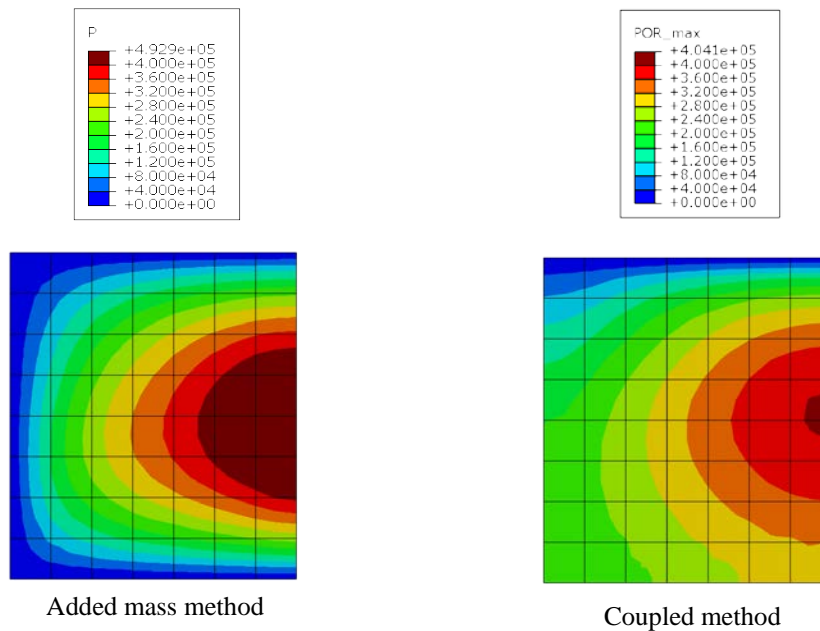 P
+4.929e+05
+4.000e+05
+3.600e+05
+3.200e+05
+2.800e+05
+2.400e+05
+2.000e+05
+1.600e+05
+1.200e+05
+8.000e+04
+4.000e+04
+0.000e+00
POR_max
+4.041e+05
+4.000e+05
+3.600e+05
+3.200e+05
+2.800e+05
+2.400e+05
+2.000e+05
+1.600e+05
+1.200e+05
+8.000e+04
+4.000e+04
+0.000e+00
Added mass method
Coupled method